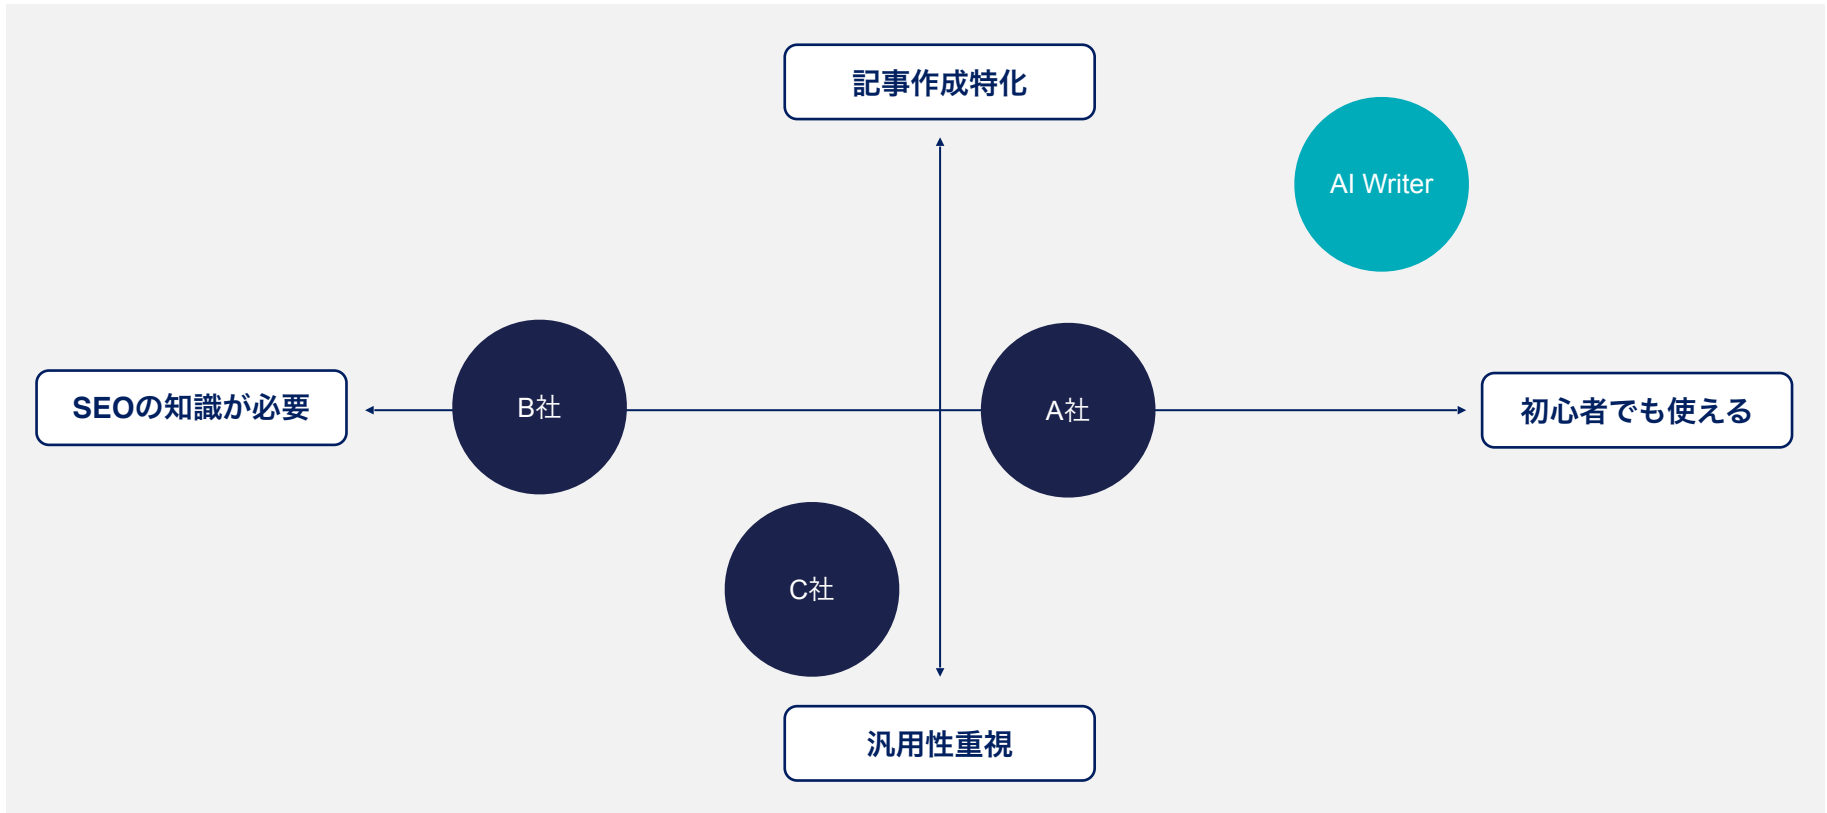 記事作成特化
AI Writer
SEOの知識が必要
B社
A社
初心者でも使える
C社
汎用性重視